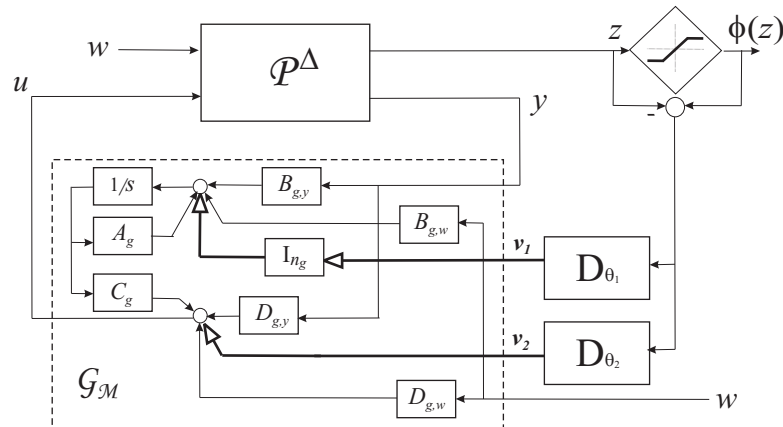 z
ϕ(z)
w
𝒫^Δ
u
y
-
1/s
B_{g,y}
A_g
B_{g,w}
v_1
I_{n_g}
D_{θ_1}
C_g
D_{g,y}
v_2
D_{θ_2}
𝒢_ℳ
D_{g,w}
w